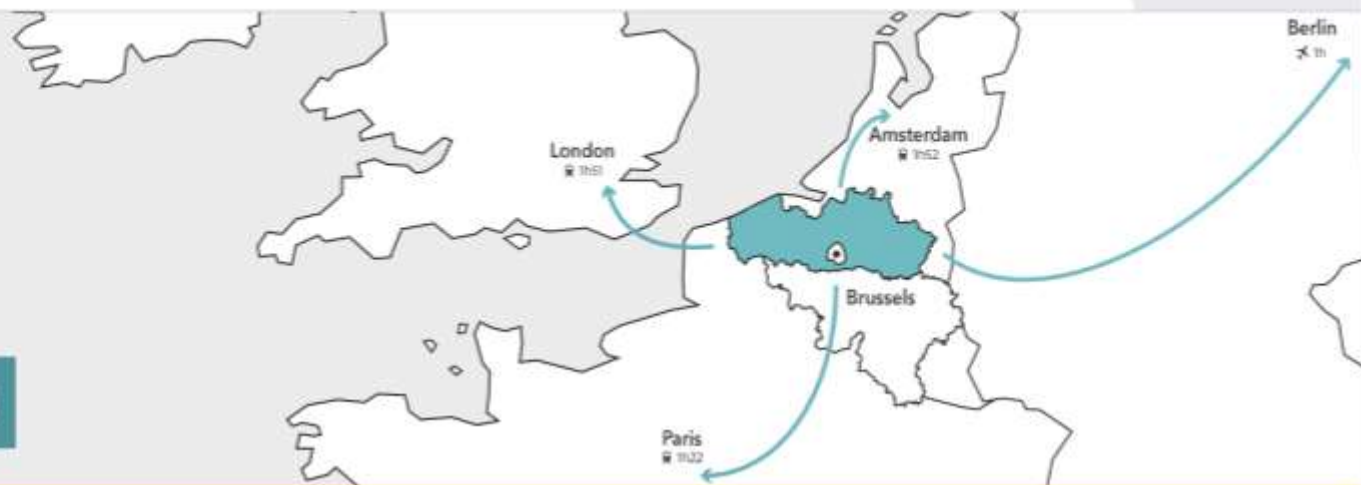 Berlin
1h
London
1h51
Amsterdam
1h52
Brussels
Paris
1h22